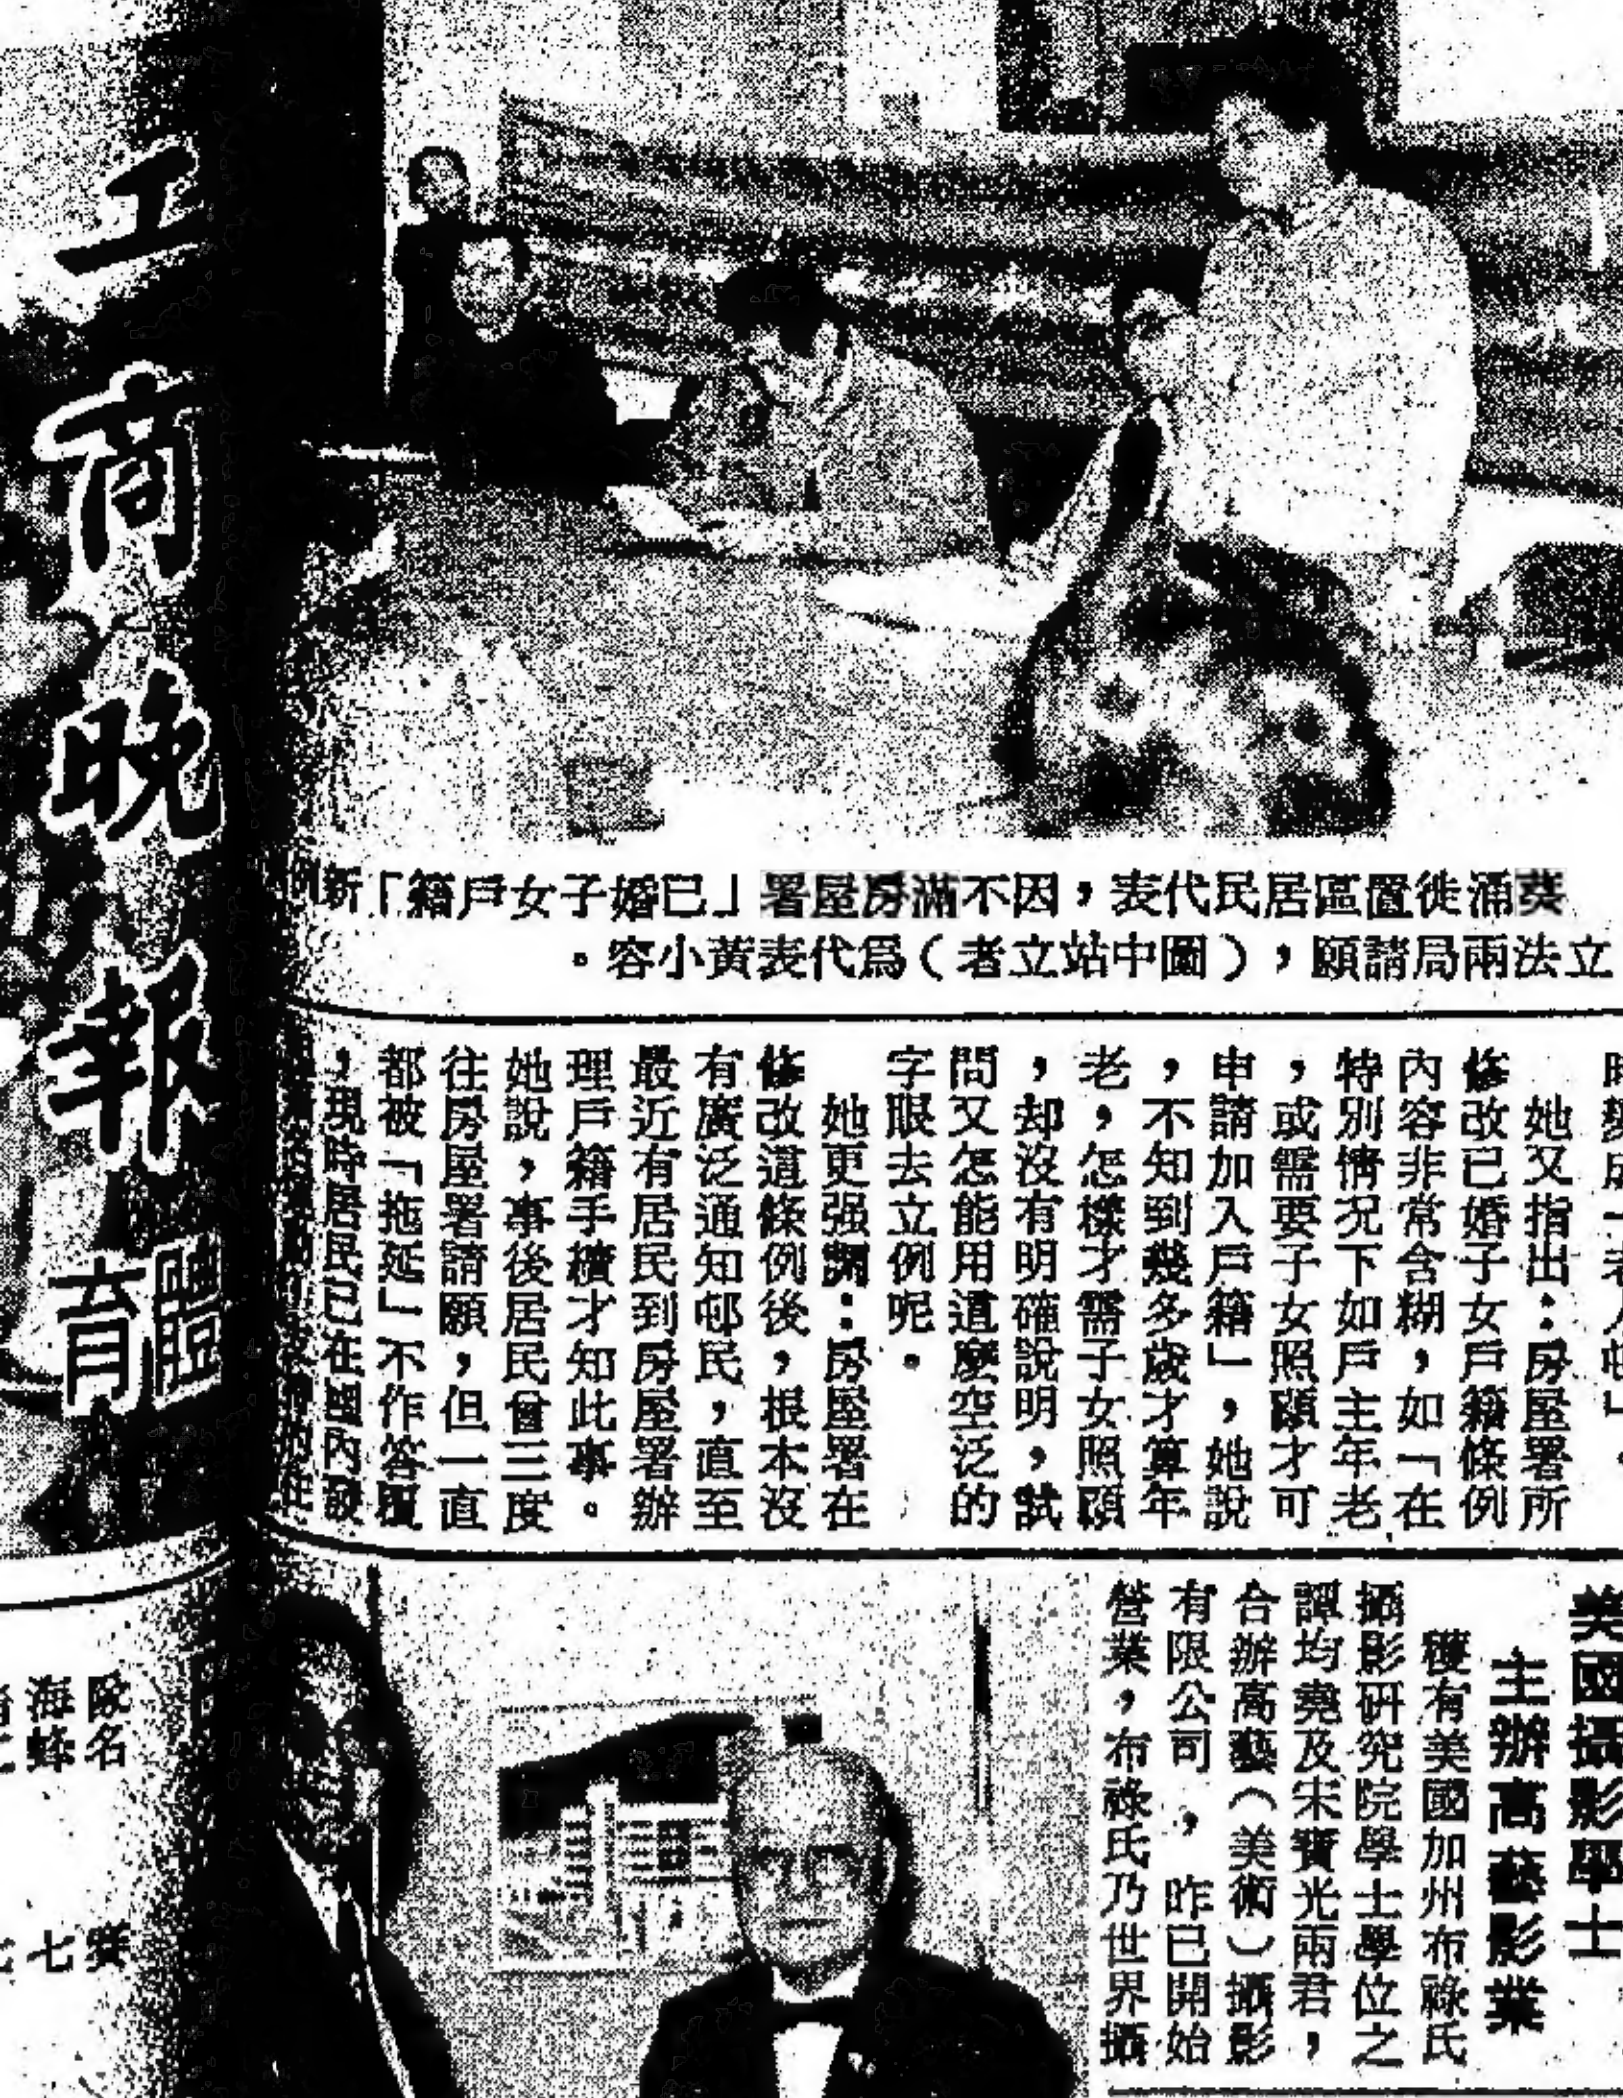 葵涌徙置區居民代表，因不滿房屋署「已婚子女戶籍」新例
立法兩局請願，（圖中站立者）爲代表黃小容。
她又指出：房屋署所
修改已婚子女戶籍條例
內容非常含糊，如「在
特別情況下如戶主年老
，或需要子女照顧才可
申請加入戶籍」，她說
，不知到幾多歲才算年
老，怎樣才需子女照顧
，却沒有明確說明，試
問又怎能用這麼空泛的
字眼去立例呢。
她更强調：房屋署在
修改這條例後，根本沒
有廣泛通知邨民，直至
最近有居民到房屋署辦
理戶籍手續才知此事。
她說，事後居民曾三度
往房屋署請願，但一直
都被「拖延」不作答覆
，現時居民已在區內發
美國攝影學士
主辦高藝影業
穫有美國加州布祿氏
攝影研究院學士學位之
譚均堯及宋寶光兩君，
合辦高藝（美術）攝影
有限公司，昨已開始
營業，布祿氏乃世界攝
工商晚報
體育
隊名 賽
海蜂 七